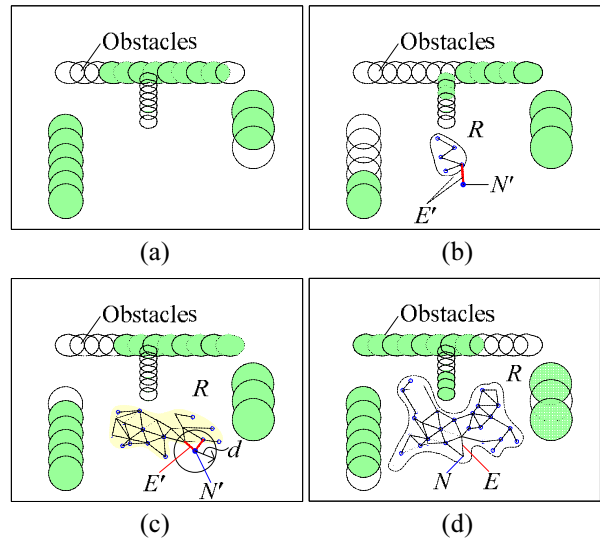 Obstacles
(a)
Obstacles
R
N'
E'
(b)
Obstacles
R
d
E'
N'
(c)
Obstacles
R
N
E
(d)